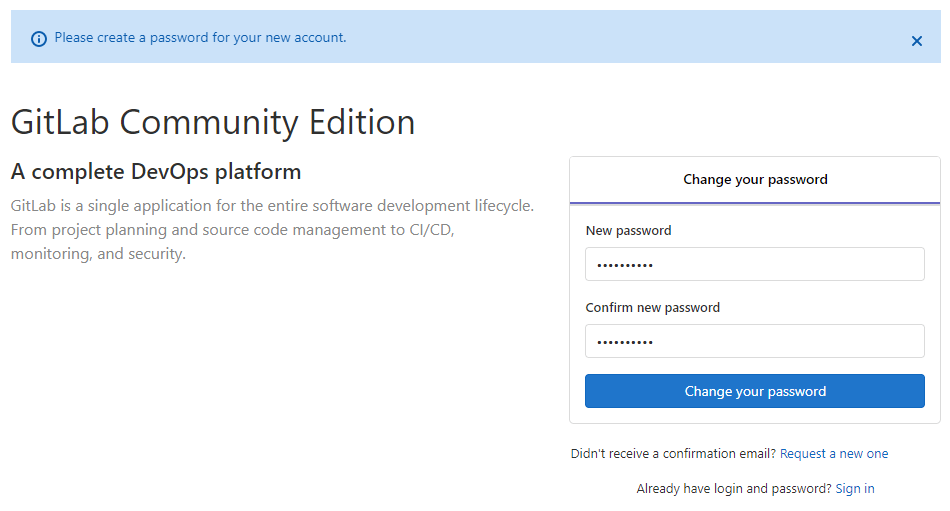 Please create a password for your new account.
GitLab Community Edition
A complete DevOps platform
GitLab is a single application for the entire software development lifecycle.
From project planning and source code management to CI/CD,
monitoring, and security.
Change your password
New password
••••••••••
Confirm new password
••••••••••
Change your password
Didn't receive a confirmation email? Request a new one
Already have login and password? Sign in